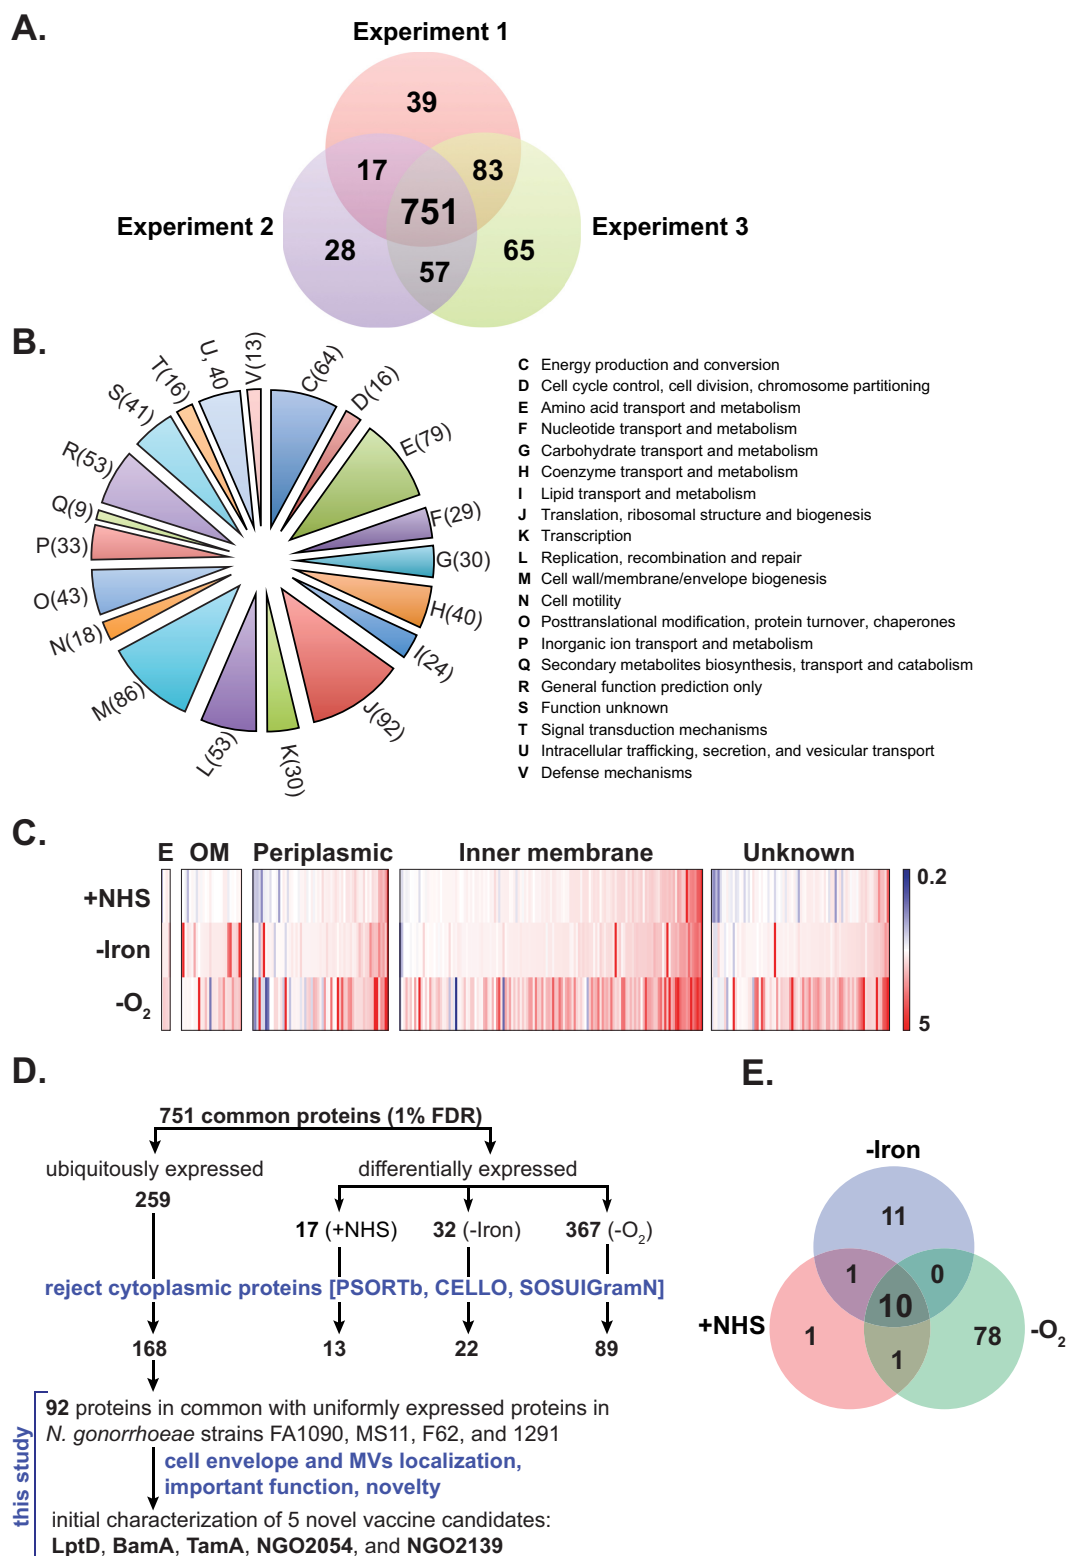 A.
Experiment 1
39
17
83
751
Experiment 2
Experiment 3
28
65
57
B.
C(64)
D(16)
E(79)
F(29)
G(30)
H(40)
I(24)
J(92)
K(30)
L(53)
M(86)
N(18)
O(43)
P(33)
Q(9)
R(53)
S(41)
T(16)
U, 40
V(13)
C Energy production and conversion
D Cell cycle control, cell division, chromosome partitioning
E Amino acid transport and metabolism
F Nucleotide transport and metabolism
G Carbohydrate transport and metabolism
H Coenzyme transport and metabolism
I Lipid transport and metabolism
J Translation, ribosomal structure and biogenesis
K Transcription
L Replication, recombination and repair
M Cell wall/membrane/envelope biogenesis
N Cell motility
O Posttranslational modification, protein turnover, chaperones
P Inorganic ion transport and metabolism
Q Secondary metabolites biosynthesis, transport and catabolism
R General function prediction only
S Function unknown
T Signal transduction mechanisms
U Intracellular trafficking, secretion, and vesicular transport
V Defense mechanisms
C.
E OM Periplasmic Inner membrane Unknown
+NHS
-Iron
-O2
0.2
5
D.
751 common proteins (1% FDR)
ubiquitously expressed differentially expressed
259
17 (+NHS) 32 (-Iron) 367 (-O2)
reject cytoplasmic proteins [PSORTb, CELLO, SOSUIGramN]
168 13 22 89
this study
92 proteins in common with uniformly expressed proteins in
N. gonorrhoeae strains FA1090, MS11, F62, and 1291
cell envelope and MVs localization,
important function, novelty
initial characterization of 5 novel vaccine candidates:
LptD, BamA, TamA, NGO2054, and NGO2139
E.
-Iron
11
1
0
10
+NHS
1
78
-O2
1